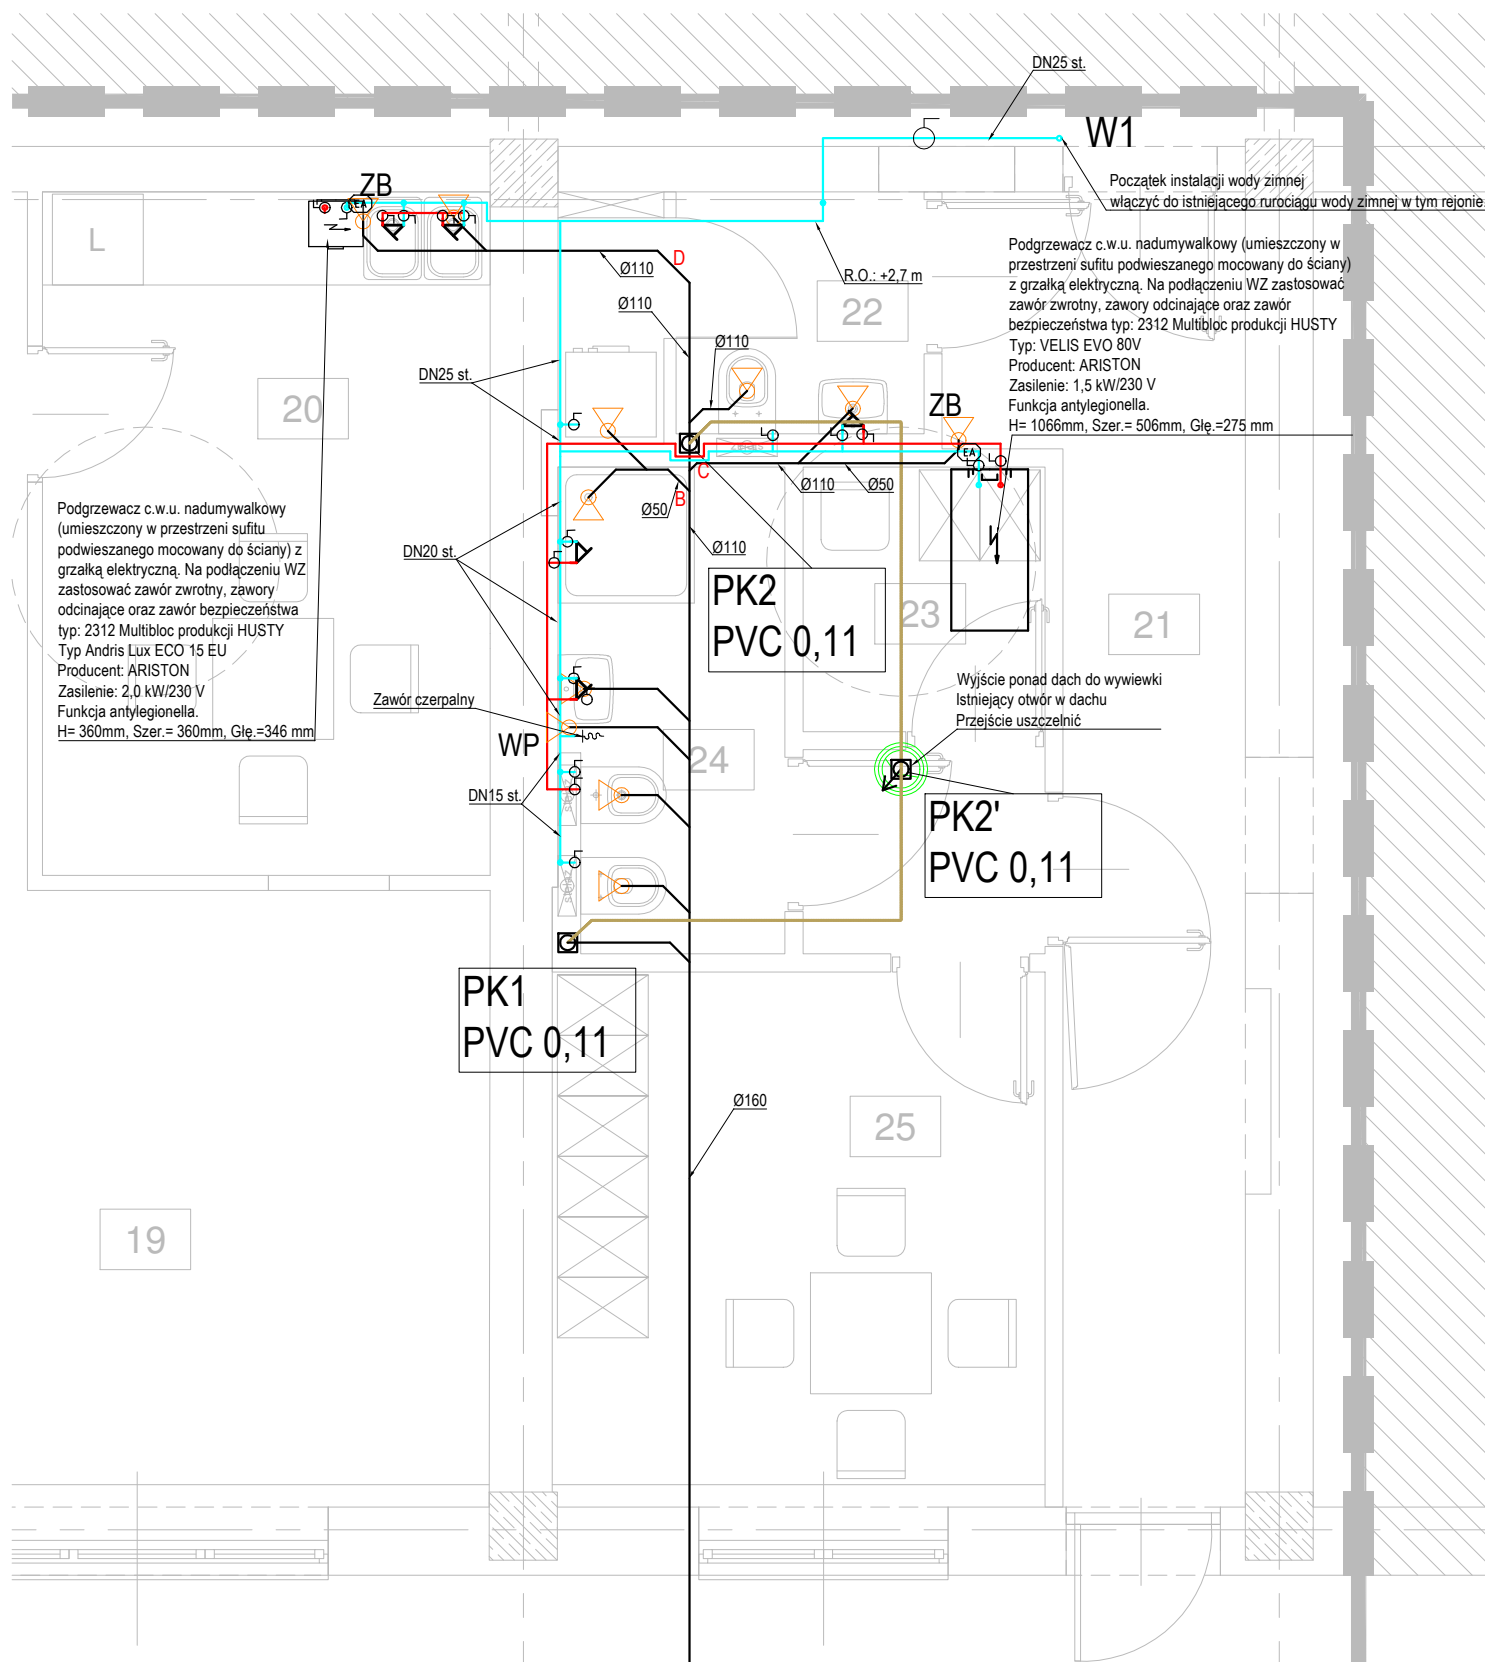 DN25 st.
W1
Początek instalacji wody zimnej
włączyć do istniejącego rurociągu wody zimnej w tym rejonie.
ZB
EA
L
N
D
Ø110
R.O.: +2,7 m
22
Podgrzewacz c.w.u. nadumywalkowy (umieszczony w
przestrzeni sufitu podwieszanego mocowany do ściany)
z grzałką elektryczną. Na podłączeniu WZ zastosować
zawór zwrotny, zawory odcinające oraz zawór
bezpieczeństwa typ: 2312 Multibloc produkcji HUSTY
Typ: VELIS EVO 80V
Producent: ARISTON
Zasilenie: 1,5 kW/230 V
Funkcja antylegionella.
H= 1066mm, Szer.= 506mm, Głę.=275 mm
Ø110
Ø110
DN25 st.
20
ZB
EA
C
B
Ø110
Ø50
Ø50
Ø110
DN20 st.
Podgrzewacz c.w.u. nadumywalkowy
(umieszczony w przestrzeni sufitu
podwieszanego mocowany do ściany) z
grzałką elektryczną. Na podłączeniu WZ
zastosować zawór zwrotny, zawory
odcinające oraz zawór bezpieczeństwa
typ: 2312 Multibloc produkcji HUSTY
Typ Andris Lux ECO 15 EU
Producent: ARISTON
Zasilenie: 2,0 kW/230 V
Funkcja antylegionella.
H= 360mm, Szer.= 360mm, Głę.=346 mm
PK2
PVC 0,11
23
21
Zawór czerpalny
WP
24
Wyjście ponad dach do wywiewki
Istniejący otwór w dachu
Przejście uszczelnić
DN15 st.
PK2'
PVC 0,11
PK1
PVC 0,11
Ø160
25
19